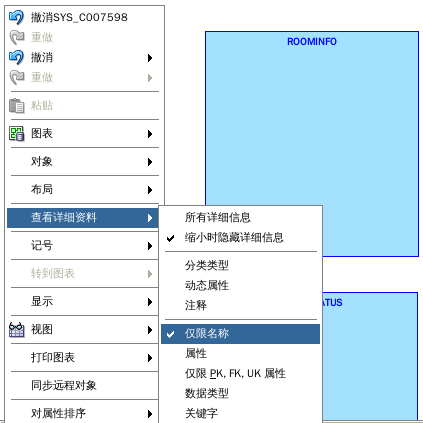 撤消SYS_C007598
重做
撤消
重做
粘贴
图表
对象
布局
查看详细资料
记号
转到图表
显示
视图
打印图表
同步远程对象
对属性排序
所有详细信息
缩小时隐藏详细信息
分类类型
动态属性
注释
仅限名称
属性
仅限 PK, FK, UK 属性
数据类型
关键字
ROOMINFO
ATUS